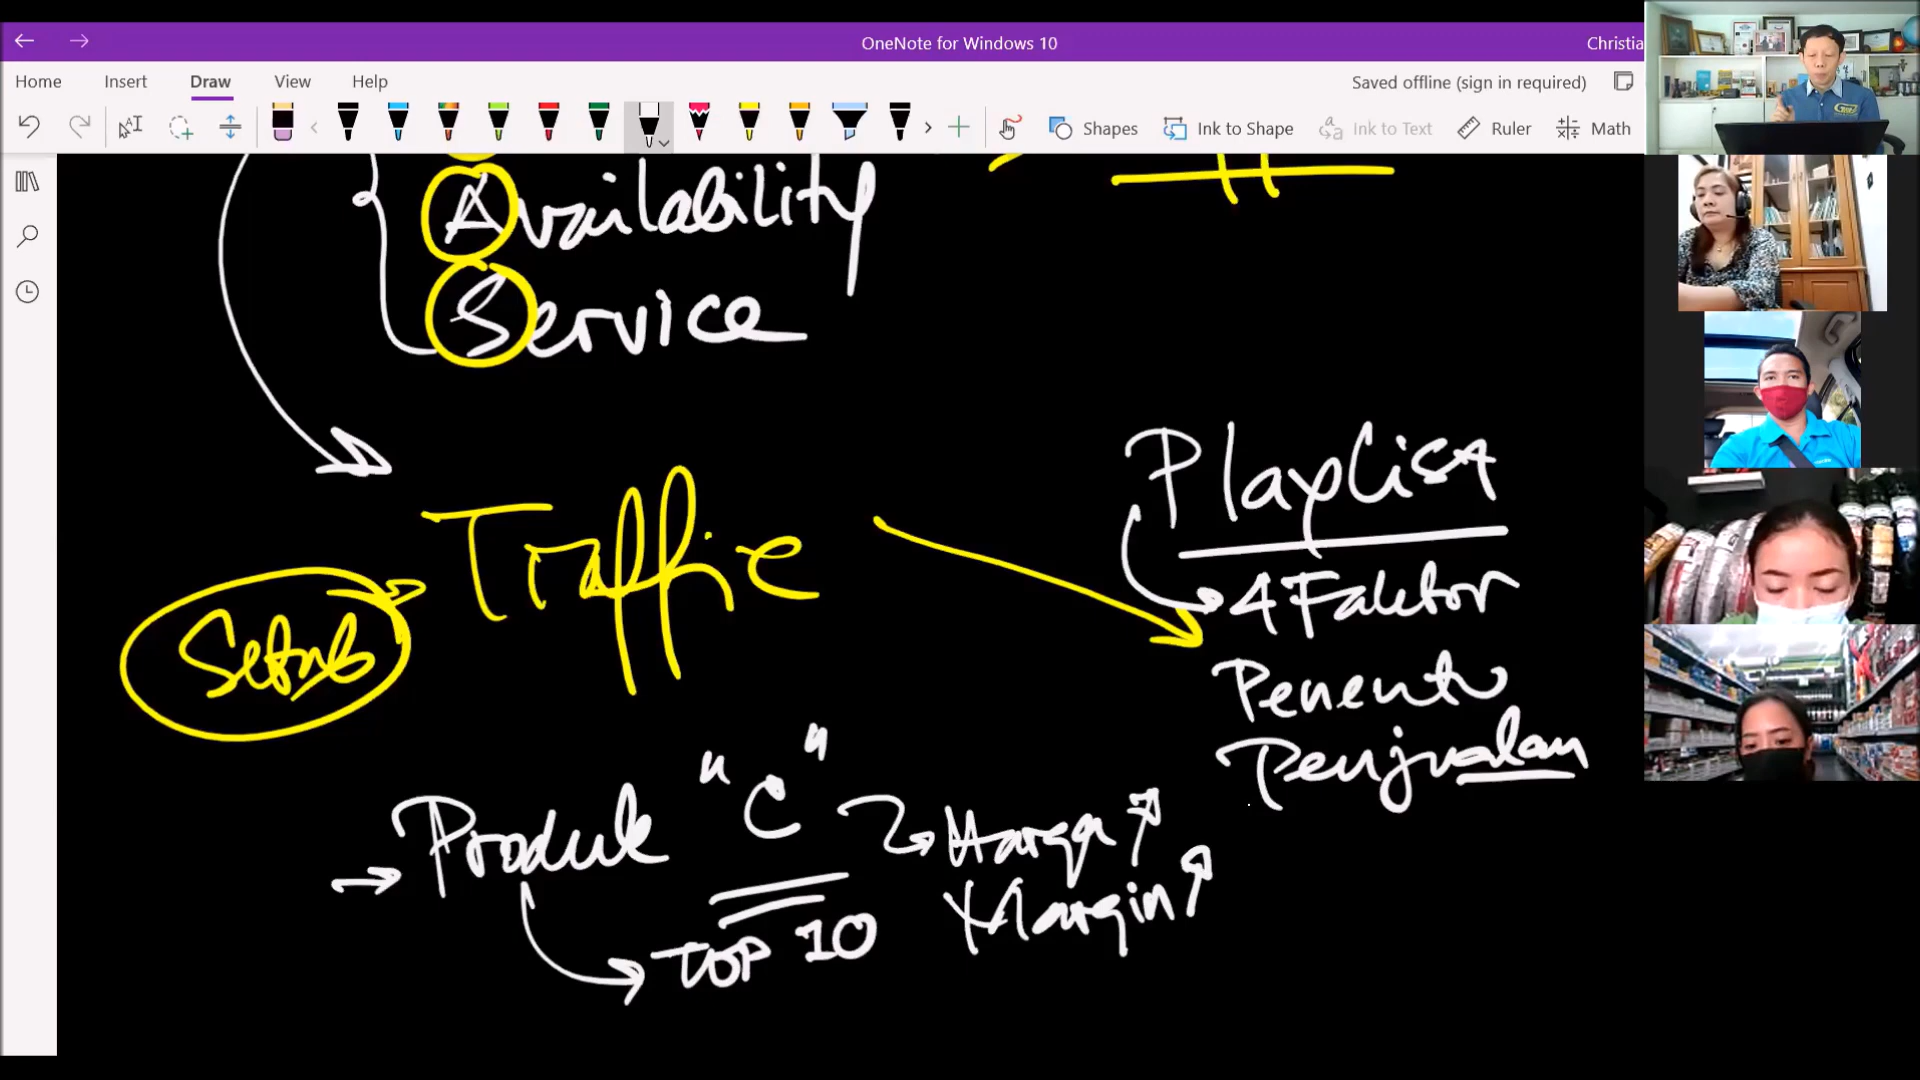 OneNote for Windows 10
Christia
Home Insert Draw View Help
Saved offline (sign in required)
Shapes Ink to Shape Ink to Text Ruler Math
Availability
Service
Playlist
Traffic
4 Faktor
Penentu
Penjualan
Produk "C"
Harga
Margin
TOP 10